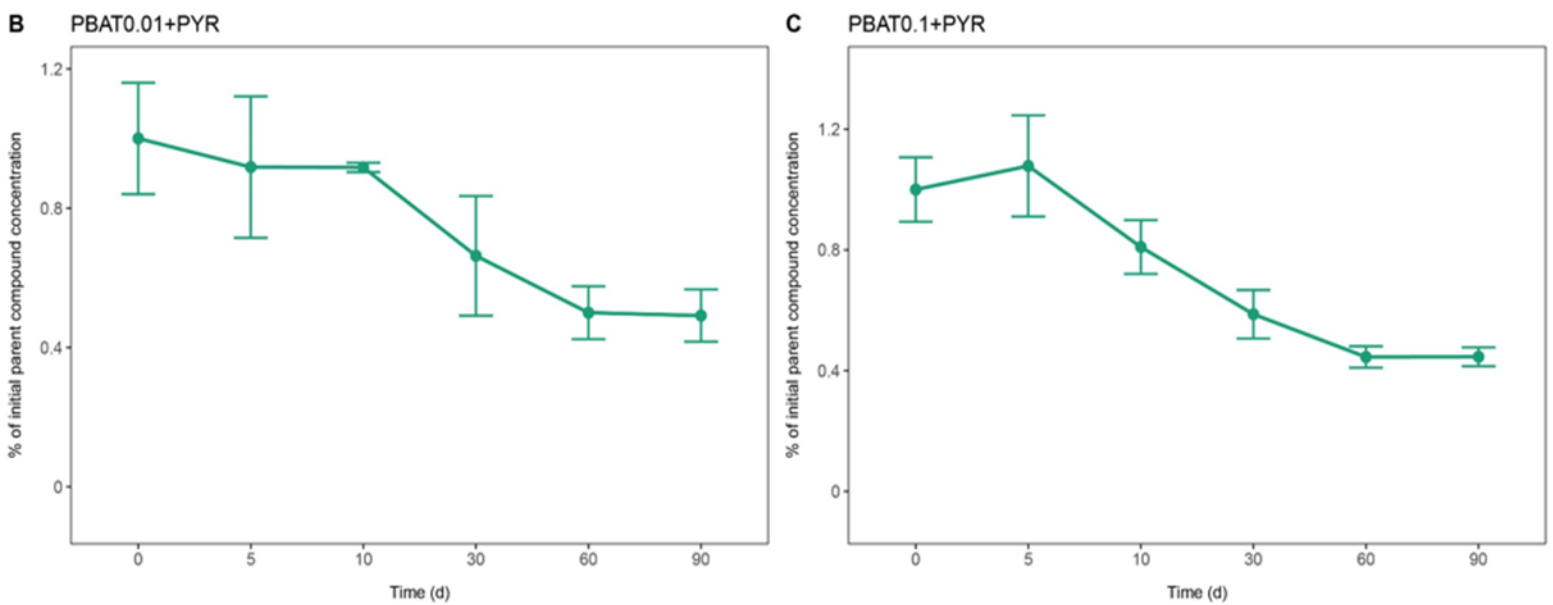 B PBAT0.01+PYR
% of initial parent compound concentration
1.2
0.8
0.4
0
0 5 10 30 60 90
Time (d)
C PBAT0.1+PYR
% of initial parent compound concentration
1.2
0.8
0.4
0
0 5 10 30 60 90
Time (d)